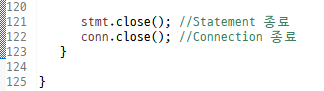 120
121 stmt.close(); //Statement 종료
122 conn.close(); //Connection 종료
123 }
124
125 }